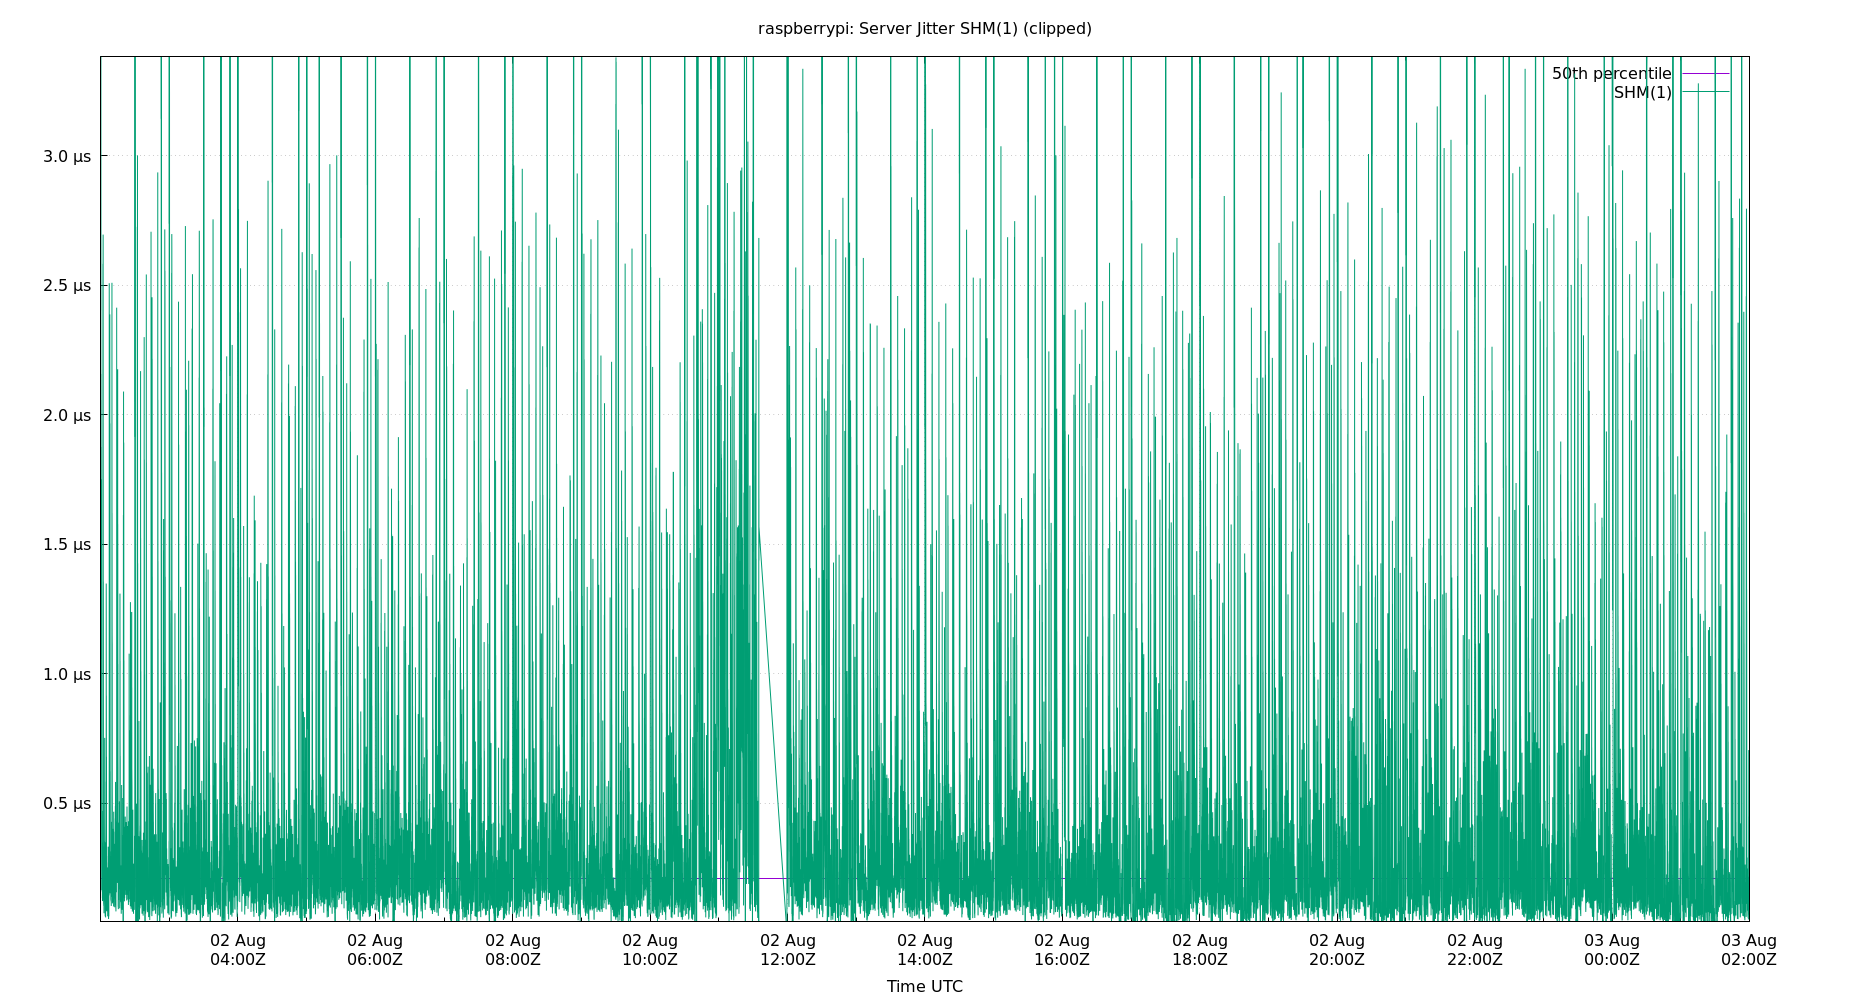 raspberrypi: Server Jitter SHM(1) (clipped)
50th percentile
SHM(1)
3.0 µs
2.5 µs
2.0 µs
1.5 µs
1.0 µs
0.5 µs
02 Aug 02 Aug 02 Aug 02 Aug 02 Aug 02 Aug 02 Aug 02 Aug 02 Aug 02 Aug 03 Aug 03 Aug
04:00Z 06:00Z 08:00Z 10:00Z 12:00Z 14:00Z 16:00Z 18:00Z 20:00Z 22:00Z 00:00Z 02:00Z
Time UTC